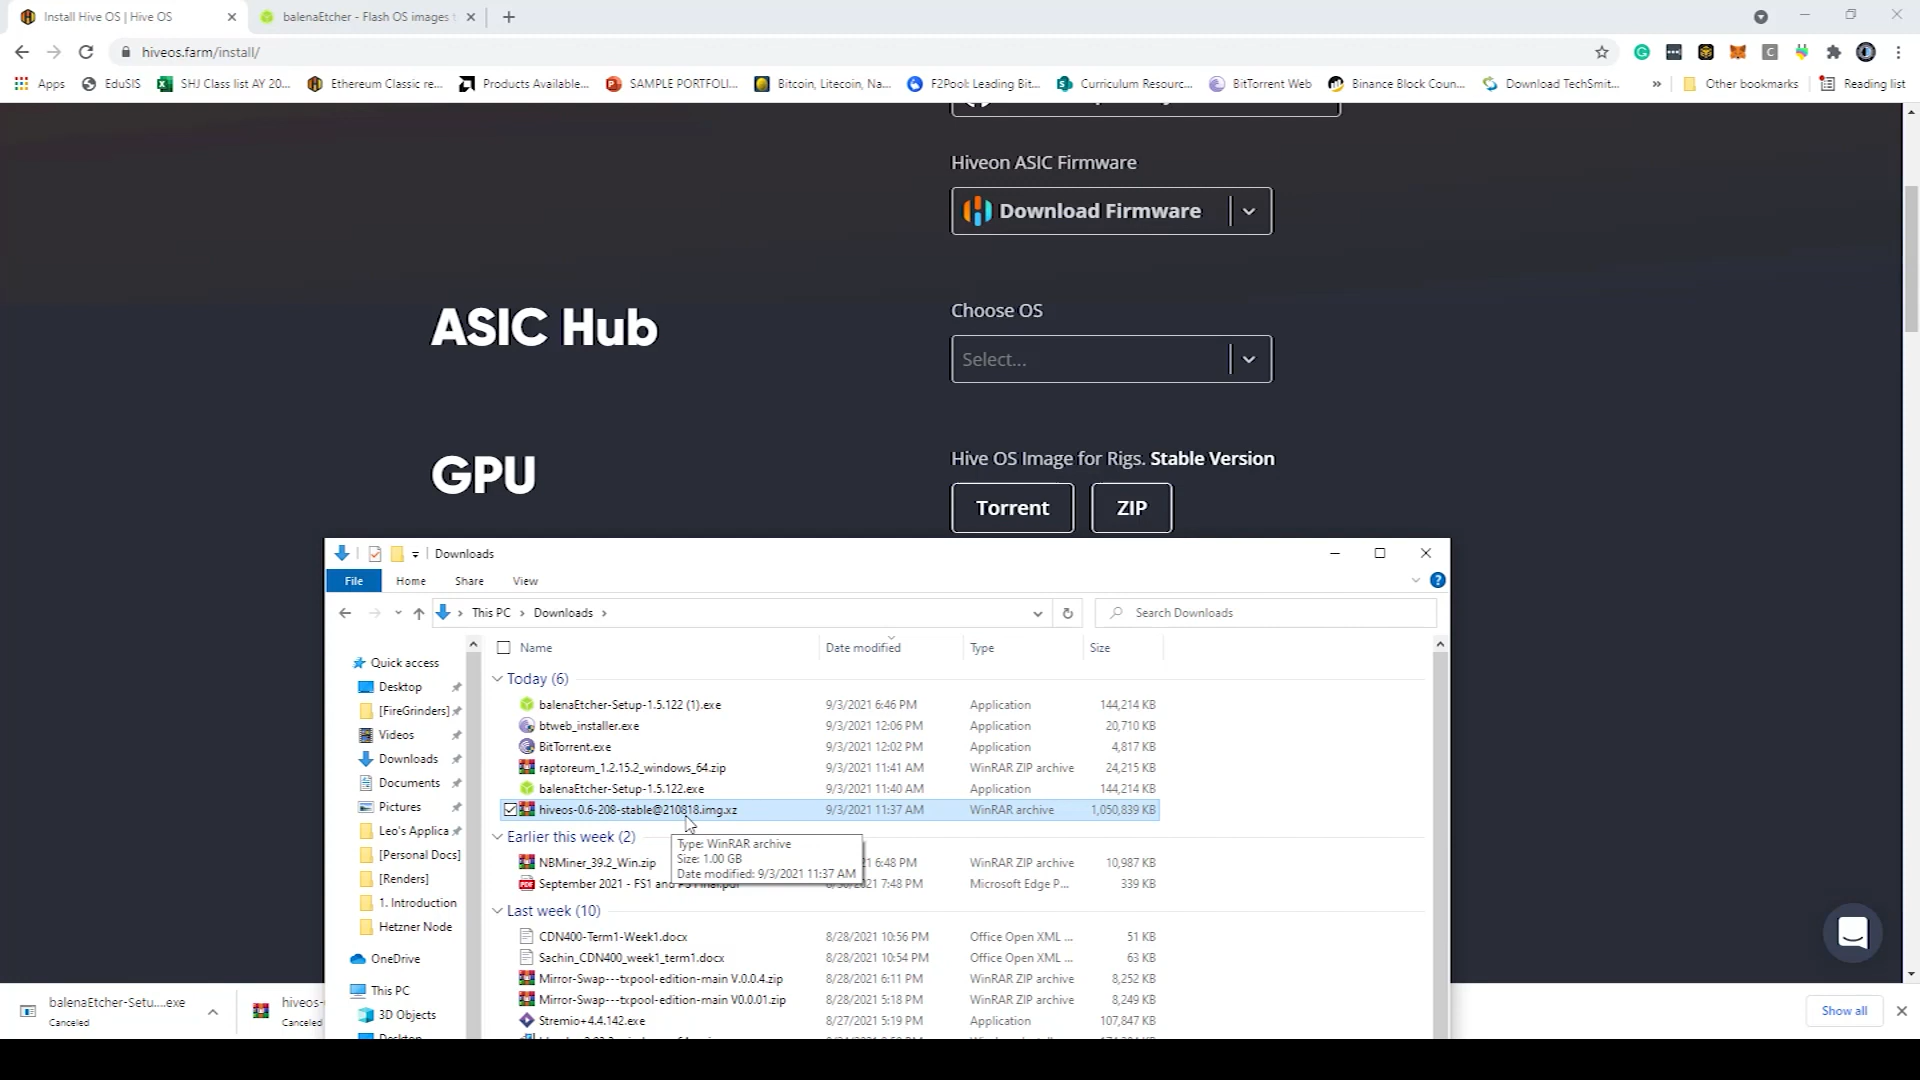 Install Hive OS | Hive OS
balenaEtcher - Flash OS images t
hiveos.farm/install/
Apps
EduSIS
SHJ Class list AY 20...
Ethereum Classic re...
Products Available...
SAMPLE PORTFOLI...
Bitcoin, Litecoin, Na...
F2Pool: Leading Bit...
Curriculum Resourc...
BitTorrent Web
Binance Block Coun...
Download TechSmit...
Other bookmarks
Reading list
Hiveon ASIC Firmware
Download Firmware
ASIC Hub
Choose OS
Select...
GPU
Hive OS Image for Rigs. Stable Version
Torrent
ZIP
Downloads
File Home Share View
This PC > Downloads >
Search Downloads
Name Date modified Type Size
Quick access
Desktop
[FireGrinders]
Videos
Downloads
Documents
Pictures
Leo's Applica
[Personal Docs]
[Renders]
1. Introduction
Hetzner Node
OneDrive
This PC
3D Objects
Desktop
Today (6)
balenaEtcher-Setup-1.5.122 (1).exe 9/3/2021 6:46 PM Application 144,214 KB
btweb_installer.exe 9/3/2021 12:06 PM Application 20,710 KB
BitTorrent.exe 9/3/2021 12:02 PM Application 4,817 KB
raptoreum_1.2.15.2_windows_64.zip 9/3/2021 11:41 AM WinRAR ZIP archive 24,215 KB
balenaEtcher-Setup-1.5.122.exe 9/3/2021 11:40 AM Application 144,214 KB
hiveos-0.6-208-stable@210818.img.xz 9/3/2021 11:37 AM WinRAR archive 1,050,839 KB
Earlier this week (2)
Type: WinRAR archive
Size: 1.00 GB
Date modified: 9/3/2021 11:37 AM
NBMiner_39.2_Win.zip 21 6:48 PM WinRAR ZIP archive 10,987 KB
September 2021 - FS1 and 21 7:48 PM Microsoft Edge P... 339 KB
Last week (10)
CDN400-Term1-Week1.docx 8/28/2021 10:56 PM Office Open XML ... 51 KB
Sachin_CDN400_week1_term1.docx 8/28/2021 10:54 PM Office Open XML ... 63 KB
Mirror-Swap---txpool-edition-main V.0.0.4.zip 8/28/2021 6:11 PM WinRAR ZIP archive 8,252 KB
Mirror-Swap---txpool-edition-main V0.0.01.zip 8/28/2021 5:18 PM WinRAR ZIP archive 8,249 KB
Stremio+4.4.142.exe 8/27/2021 5:19 PM Application 107,847 KB
balenaEtcher-Setu....exe
Canceled
hiveos-
Canceled
Show all